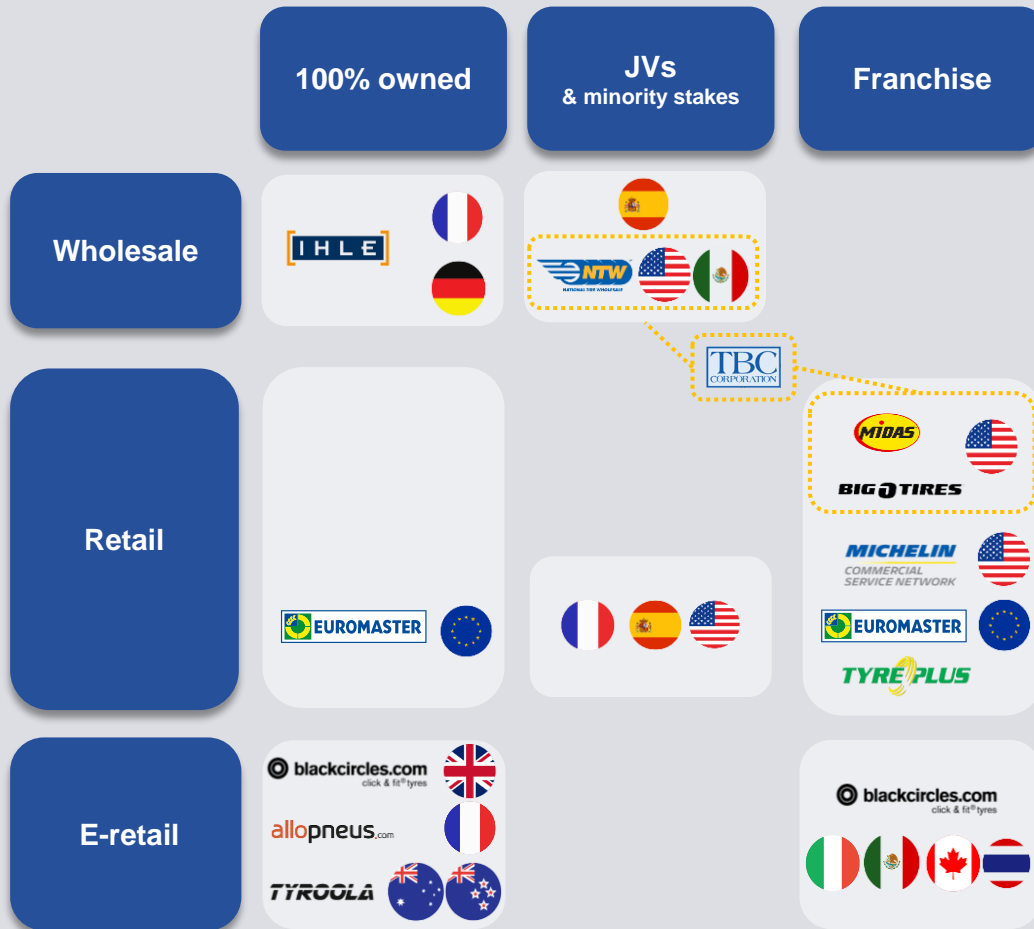 100% owned
JVs
& minority stakes
Franchise
Wholesale
IHLE
NTW
NATIONAL TIRE WHOLESALE
TBC
CORPORATION
Retail
MIDAS
BIG O TIRES
MICHELIN
COMMERCIAL
SERVICE NETWORK
EUROMASTER
EUROMASTER
TYREPLUS
E-retail
blackcircles.com
click & fit® tyres
allopneus.com
TYROOLA
blackcircles.com
click & fit® tyres